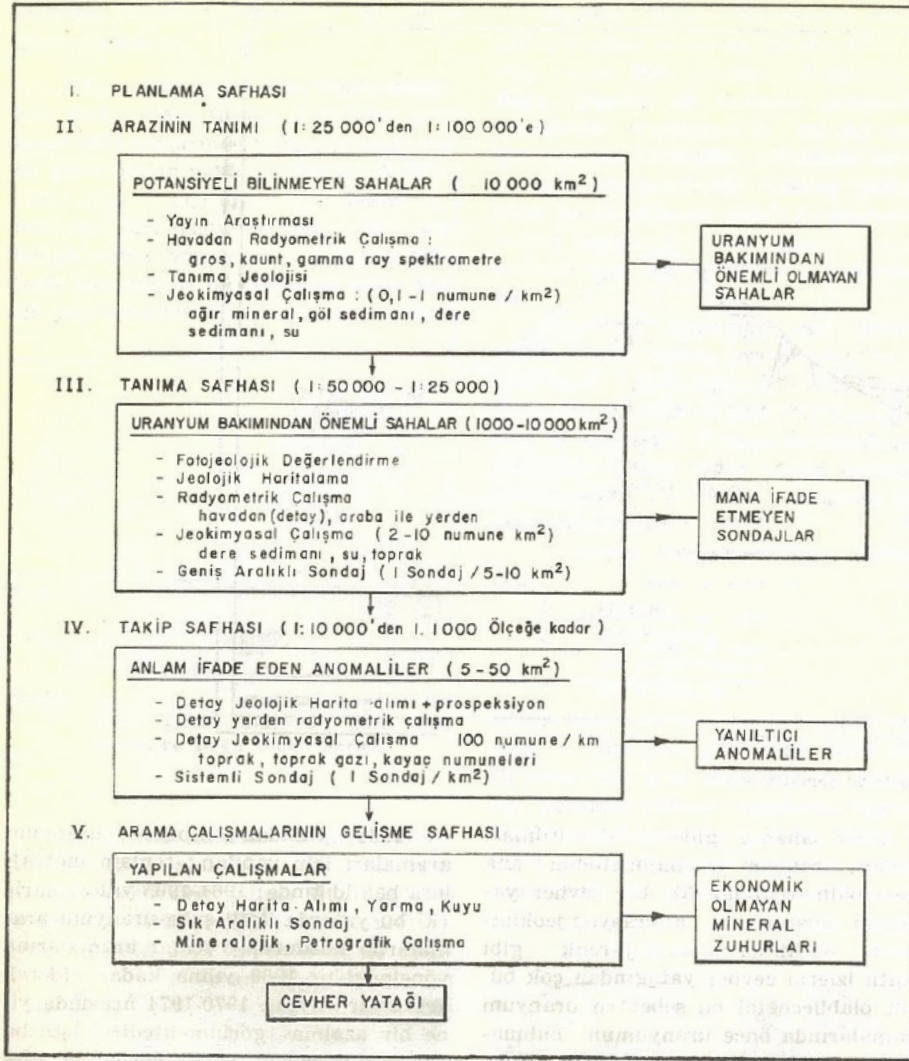 I. PLANLAMA SAFHASI
II ARAZİNİN TANIMI (1:25 000'den 1:100 000'e)
POTANSİYELİ BİLİNMEYEN SAHALAR ( 10 000 km²)
- Yayın Araştırması
- Havadan Radyometrik Çalışma :
gros, kaunt, gamma ray spektrometre
- Tanıma Jeolojisi
- Jeokimyasal Çalışma : (0,1-1 numune / km²)
ağır mineral, göl sedimanı, dere
sedimanı, su
URANYUM
BAKIMINDAN
ÖNEMLİ OLMAYAN
SAHALAR
III. TANIMA SAFHASI (1:50 000 - 1:25 000)
URANYUM BAKIMINDAN ÖNEMLİ SAHALAR (1000-10000 km²)
- Fotojeolojik Değerlendirme
- Jeolojik Haritalama
- Radyometrik Çalışma
havadan (detay), araba ile yerden
- Jeokimyasal Çalışma (2-10 numune km²)
dere sedimanı, su, toprak
- Geniş Aralıklı Sondaj (1 Sondaj / 5-10 km²)
MANA İFADE
ETMEYEN
SONDAJLAR
IV. TAKİP SAFHASI (1:10 000'den 1. 1000 Ölçeğe kadar)
ANLAM İFADE EDEN ANOMALİLER (5-50 km²)
- Detay Jeolojik Harita alımı + prospeksiyon
- Detay yerden radyometrik çalışma
- Detay Jeokimyasal Çalışma 100 numune / km
toprak, toprak gazı, kayaç numuneleri
- Sistemli Sondaj (1 Sondaj / km²)
YANILTICI
ANOMALİLER
V. ARAMA ÇALIŞMALARININ GELİŞME SAFHASI
YAPILAN ÇALIŞMALAR
- Detay Harita Alımı, Yarma, Kuyu
- Sık Aralıklı Sondaj
- Mineralojik, Petrografik Çalışma
EKONOMİK
OLMAYAN
MİNERAL
ZUHURLARI
CEVHER YATAĞI